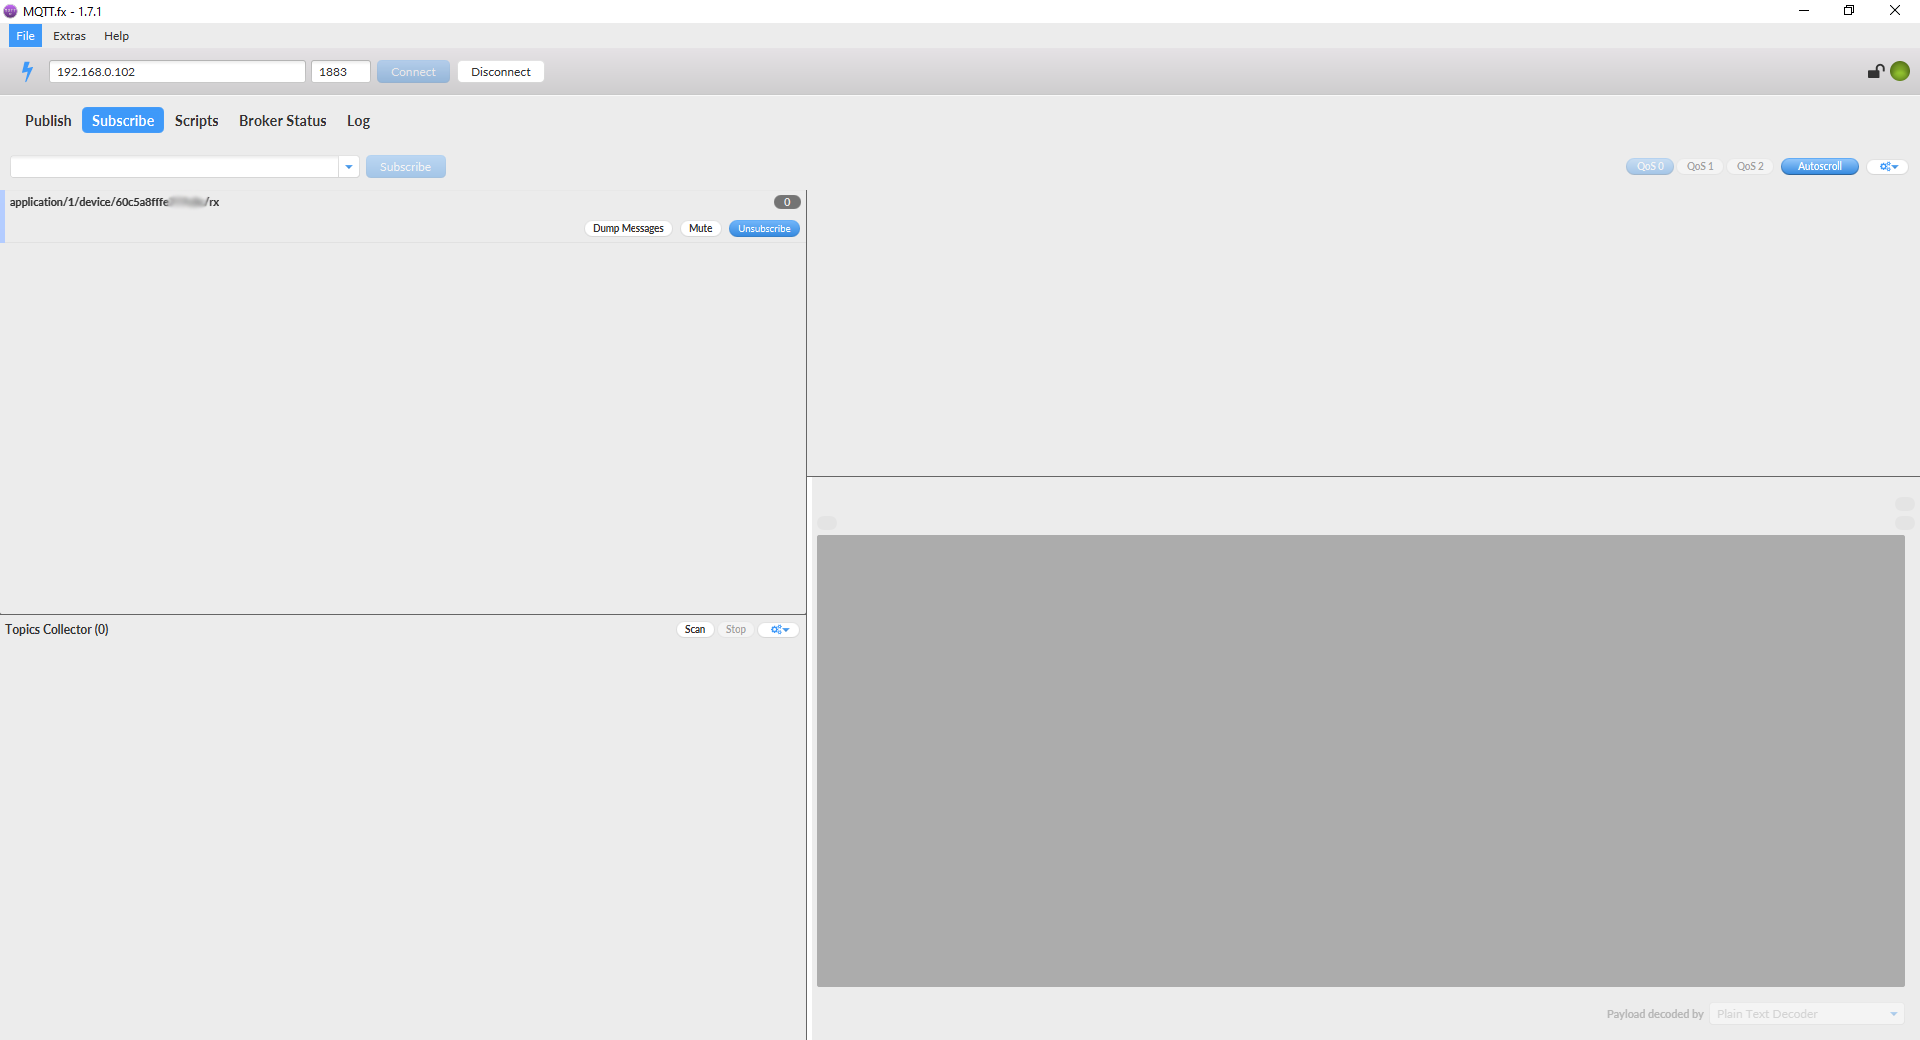 MQTT.fx - 1.7.1
File Extras Help
192.168.0.102 1883 Connect Disconnect
Publish Subscribe Scripts Broker Status Log
Subscribe QoS 0 QoS 1 QoS 2 Autoscroll
application/1/device/60c5a8fffe /rx 0
Dump Messages Mute Unsubscribe
Topics Collector (0) Scan Stop
Payload decoded by Plain Text Decoder